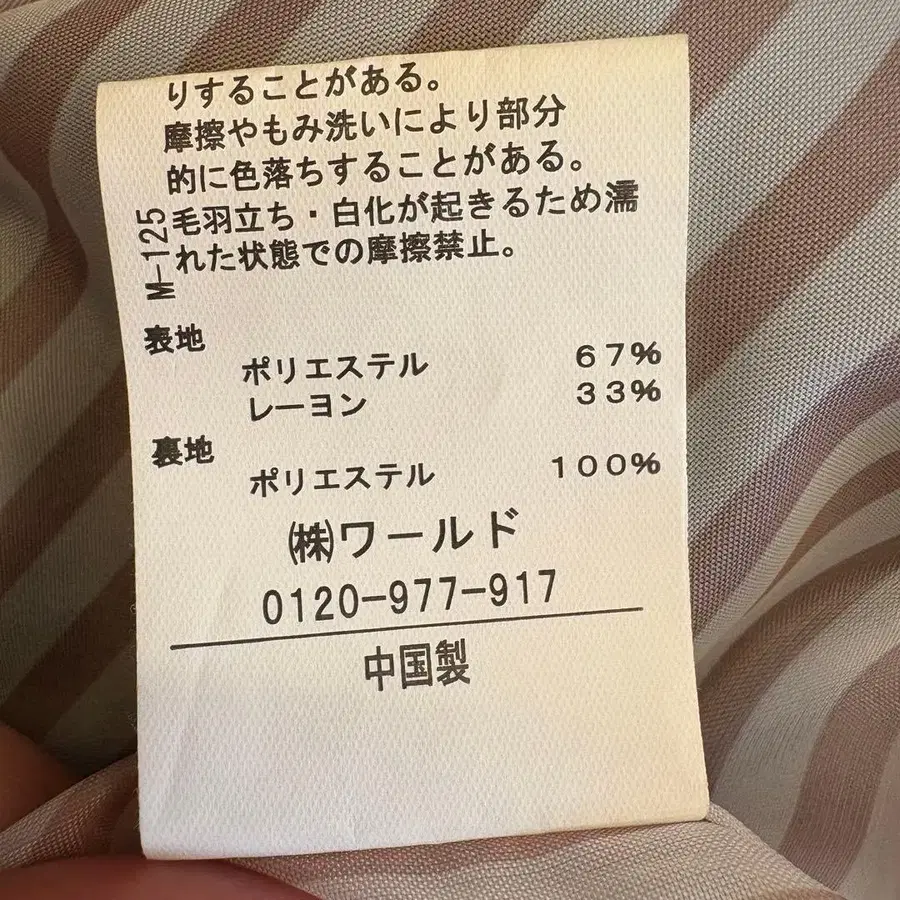 りすることがある。
摩擦やもみ洗いにより部分
的に色落ちすることがある。
毛羽立ち・白化が起きるため濡
れた状態での摩擦禁止。
M-125
表地
ポリエステル 67%
レーヨン 33%
裏地
ポリエステル 100%
㈱ワールド
0120-977-917
中国製